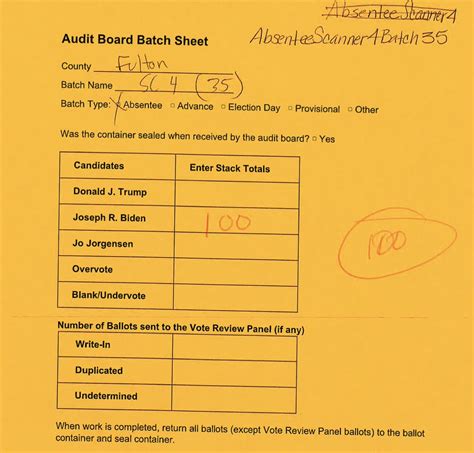 AbsenteeScanner4
Audit Board Batch Sheet
AbsenteeScanner4Batch35
County Fulton
Batch Name SC 4 (35)
Batch Type: Absentee Advance Election Day Provisional Other
Was the container sealed when received by the audit board? Yes
Candidates Enter Stack Totals
Donald J. Trump
Joseph R. Biden 100
100
Jo Jorgensen
Overvote
Blank/Undervote
Number of Ballots sent to the Vote Review Panel (if any)
Write-In
Duplicated
Undetermined
When work is completed, return all ballots (except Vote Review Panel ballots) to the ballot
container and seal container.